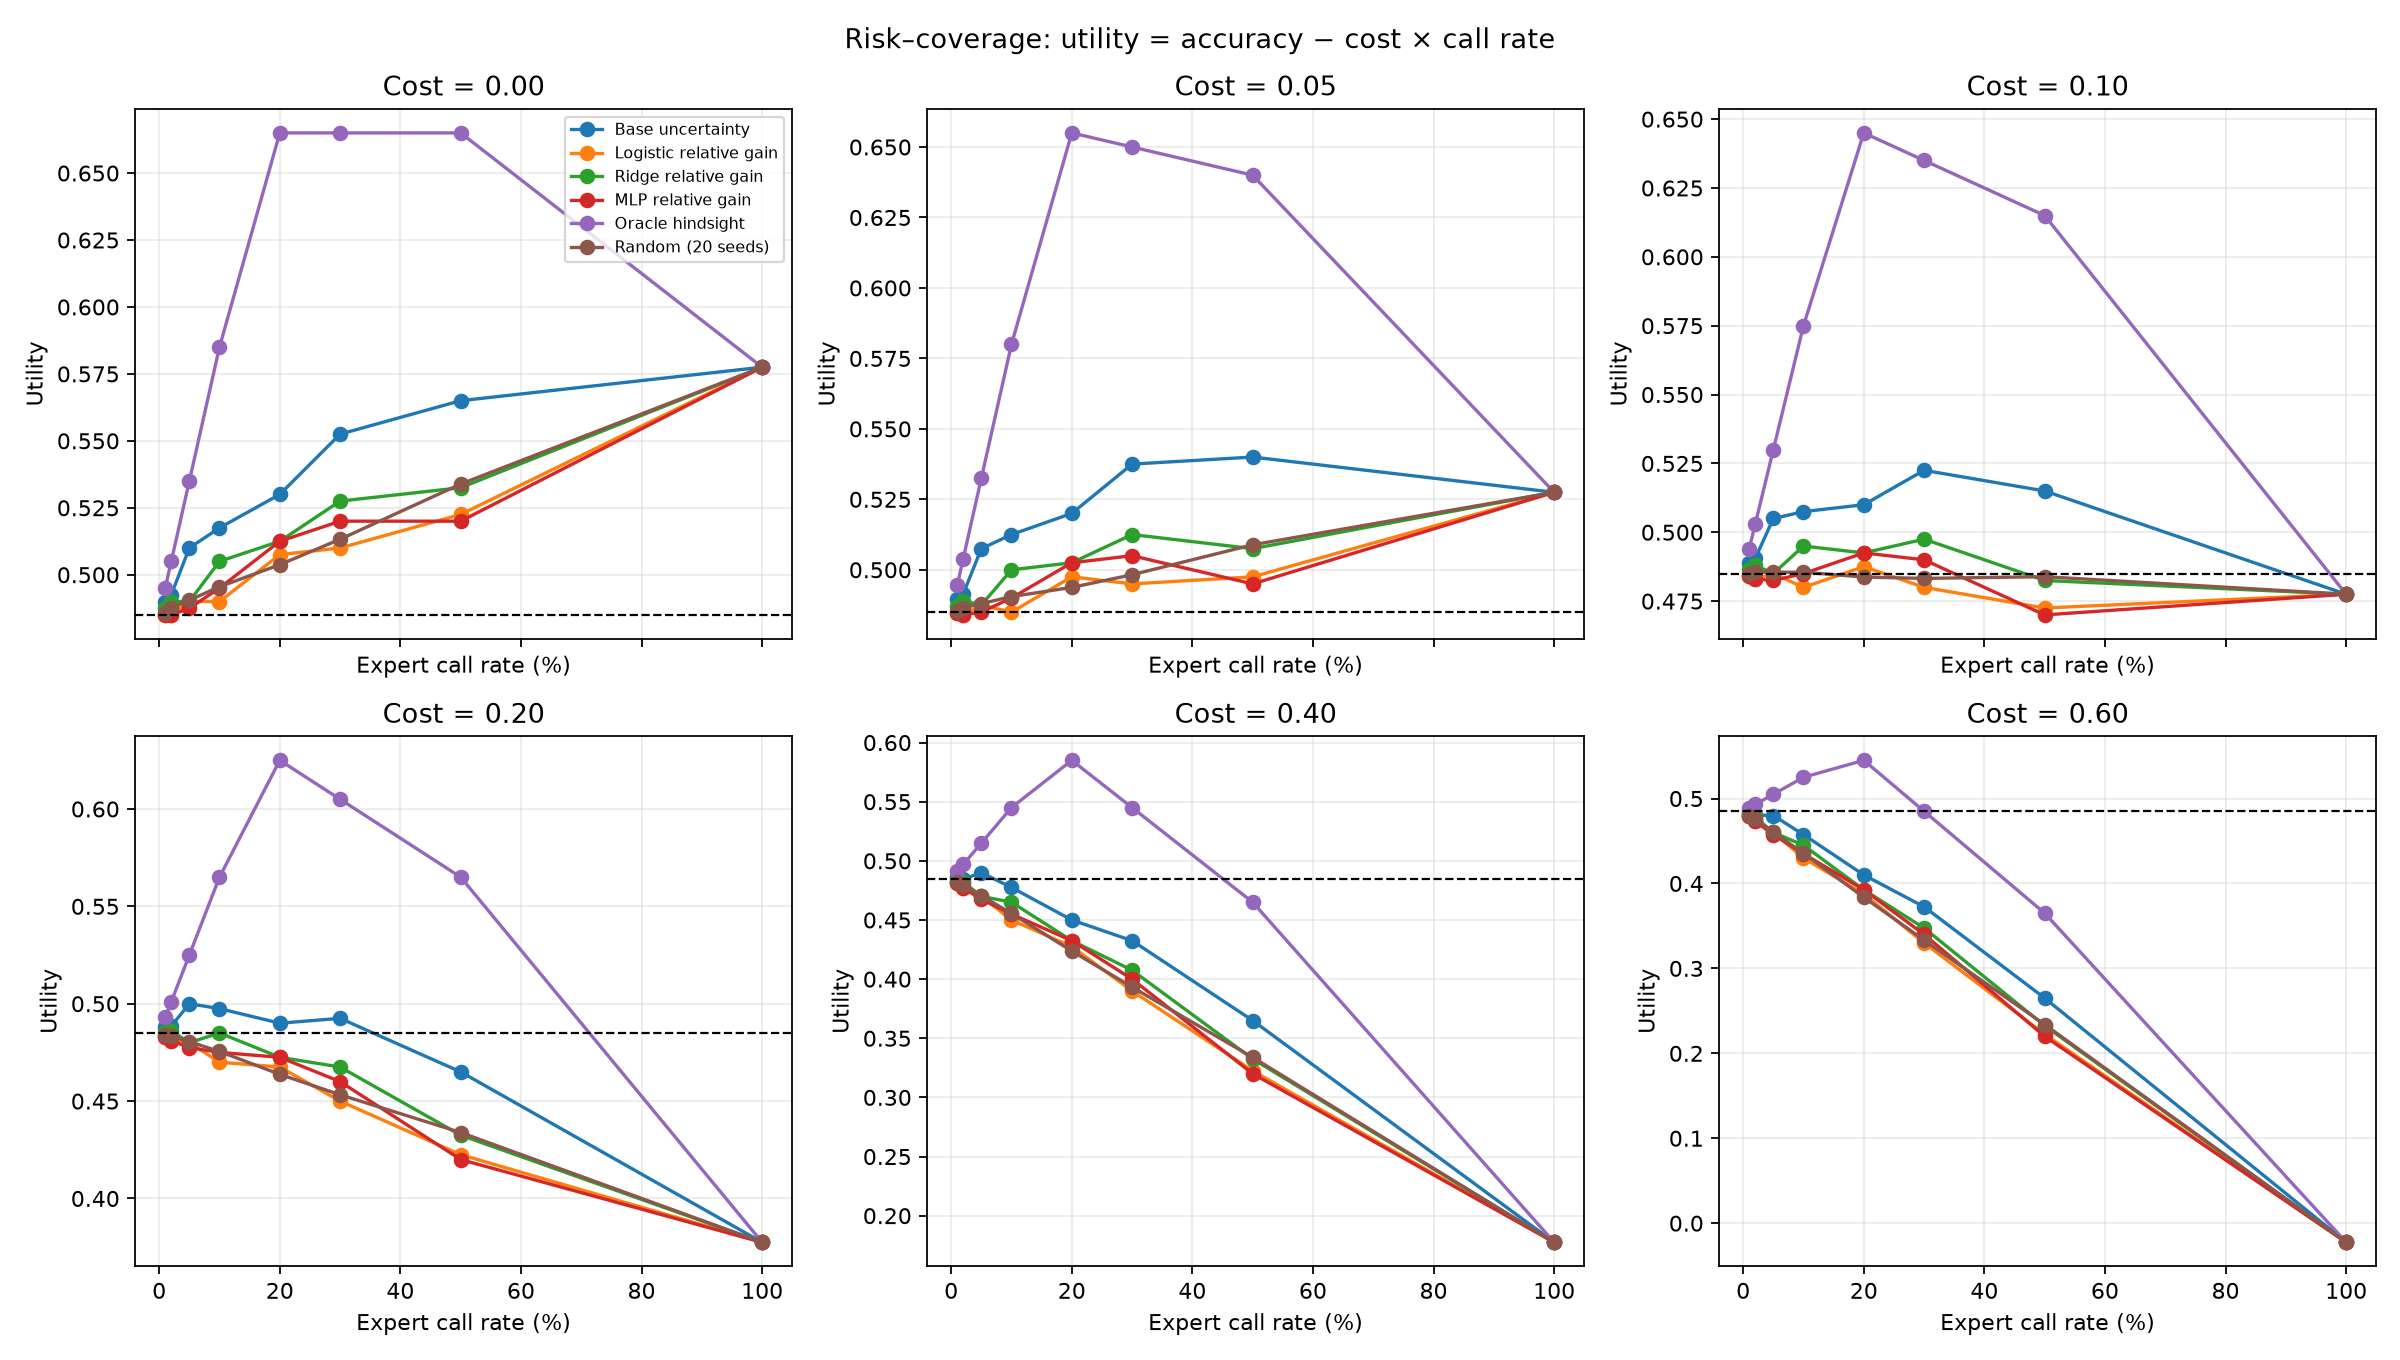 Risk–coverage: utility = accuracy − cost × call rate
Cost = 0.00
Cost = 0.05
Cost = 0.10
Base uncertainty
Logistic relative gain
Ridge relative gain
MLP relative gain
Oracle hindsight
Random (20 seeds)
Utility
0.650
0.625
0.600
0.575
0.550
0.525
0.500
Expert call rate (%)
Utility
0.650
0.625
0.600
0.575
0.550
0.525
0.500
Expert call rate (%)
Utility
0.650
0.625
0.600
0.575
0.550
0.525
0.500
0.475
Expert call rate (%)
Cost = 0.20
Cost = 0.40
Cost = 0.60
Utility
0.60
0.55
0.50
0.45
0.40
0 20 40 60 80 100
Expert call rate (%)
Utility
0.60
0.55
0.50
0.45
0.40
0.35
0.30
0.25
0.20
0 20 40 60 80 100
Expert call rate (%)
Utility
0.5
0.4
0.3
0.2
0.1
0.0
0 20 40 60 80 100
Expert call rate (%)